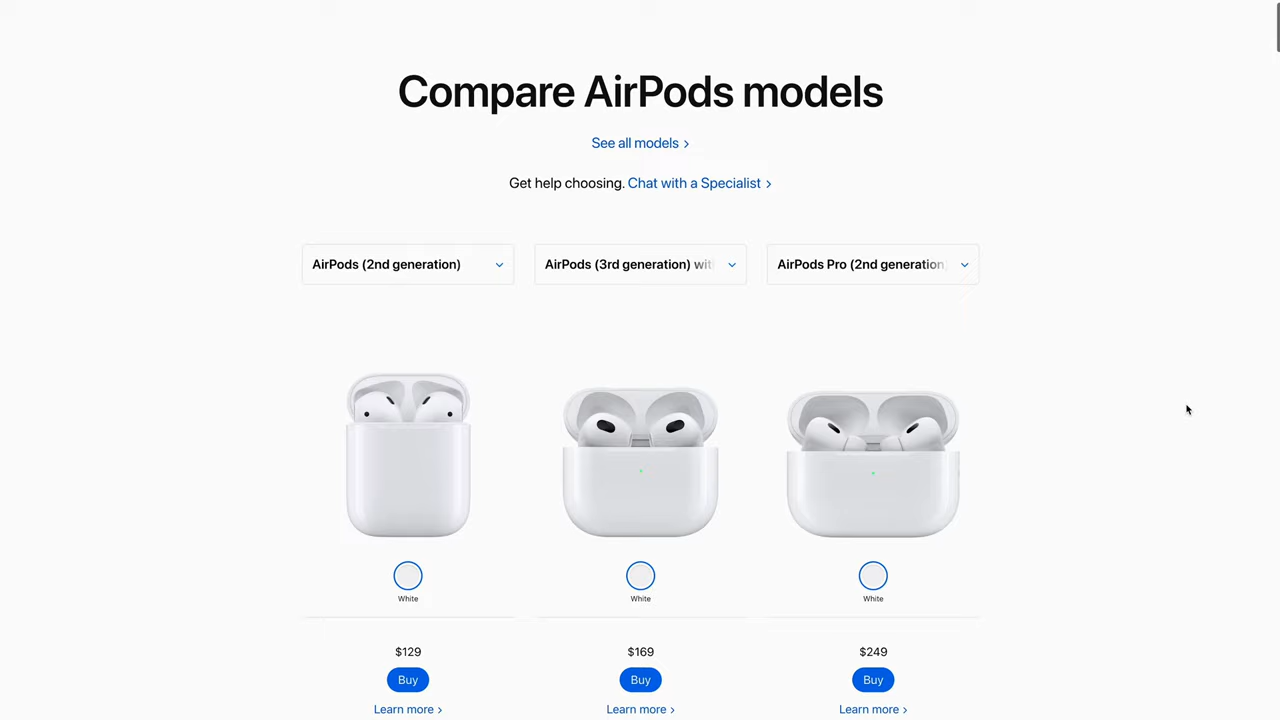 Compare AirPods models
See all models >
Get help choosing. Chat with a Specialist >
AirPods (2nd generation)
AirPods (3rd generation) wit
AirPods Pro (2nd generation
White
White
White
$129
$169
$249
Buy
Buy
Buy
Learn more >
Learn more >
Learn more >